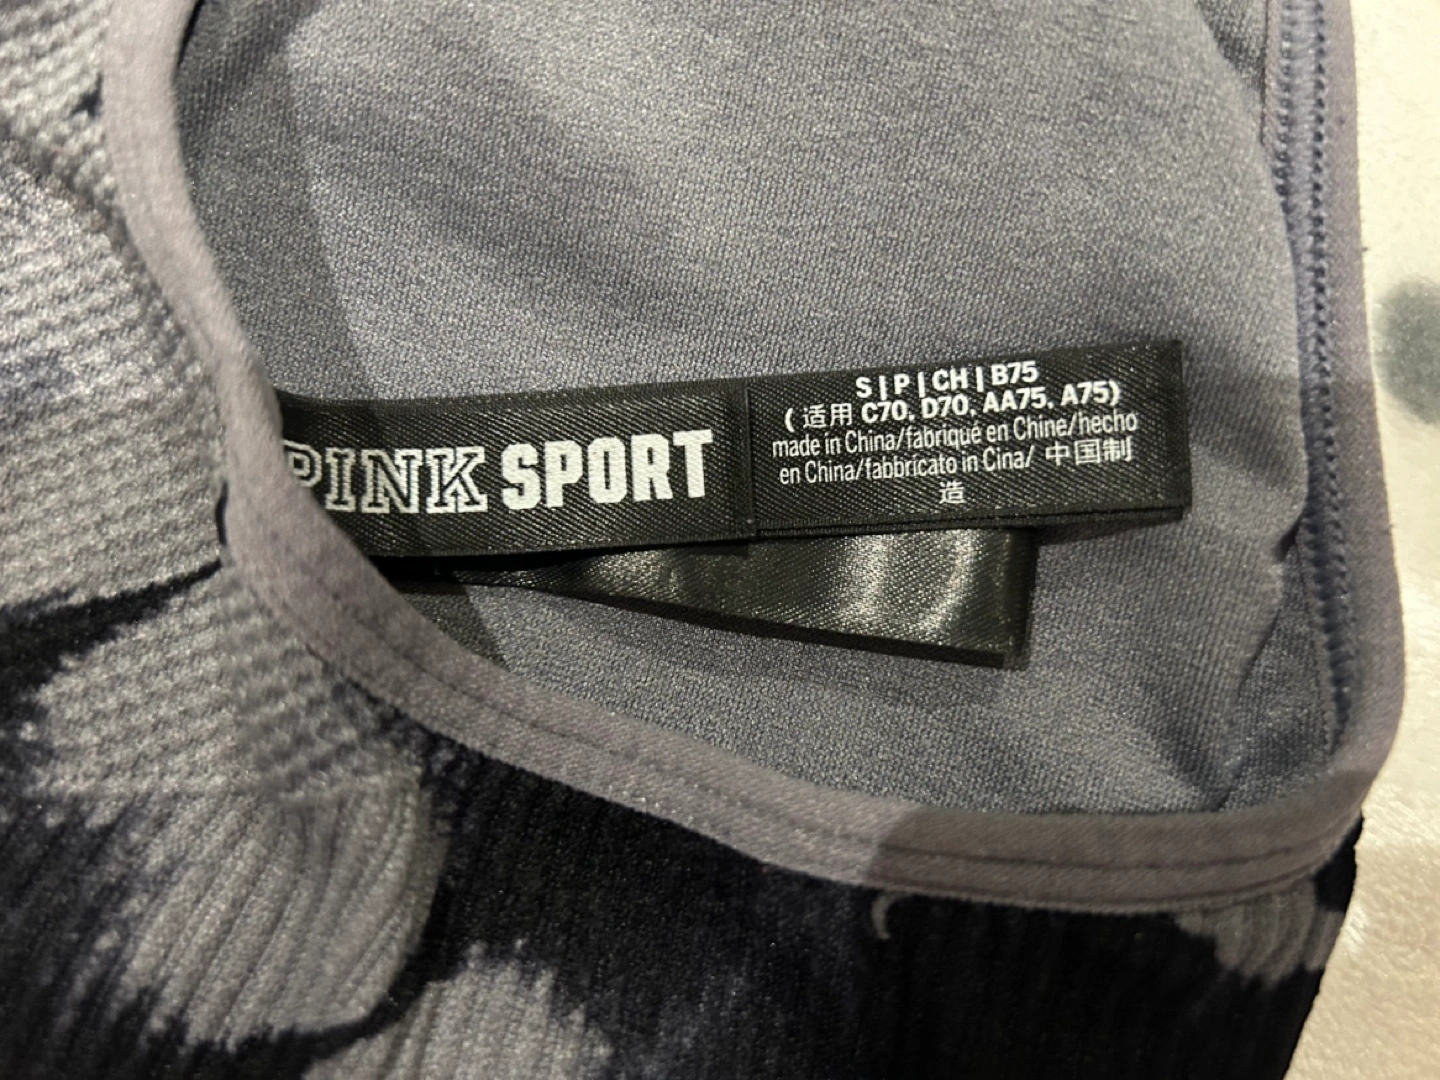 PINK SPORT
S | P | CH | B75
( 适用 C70, D70, AA75, A75)
made in China/fabriqué en Chine/hecho
en China/fabbricato in Cina/ 中国制
造